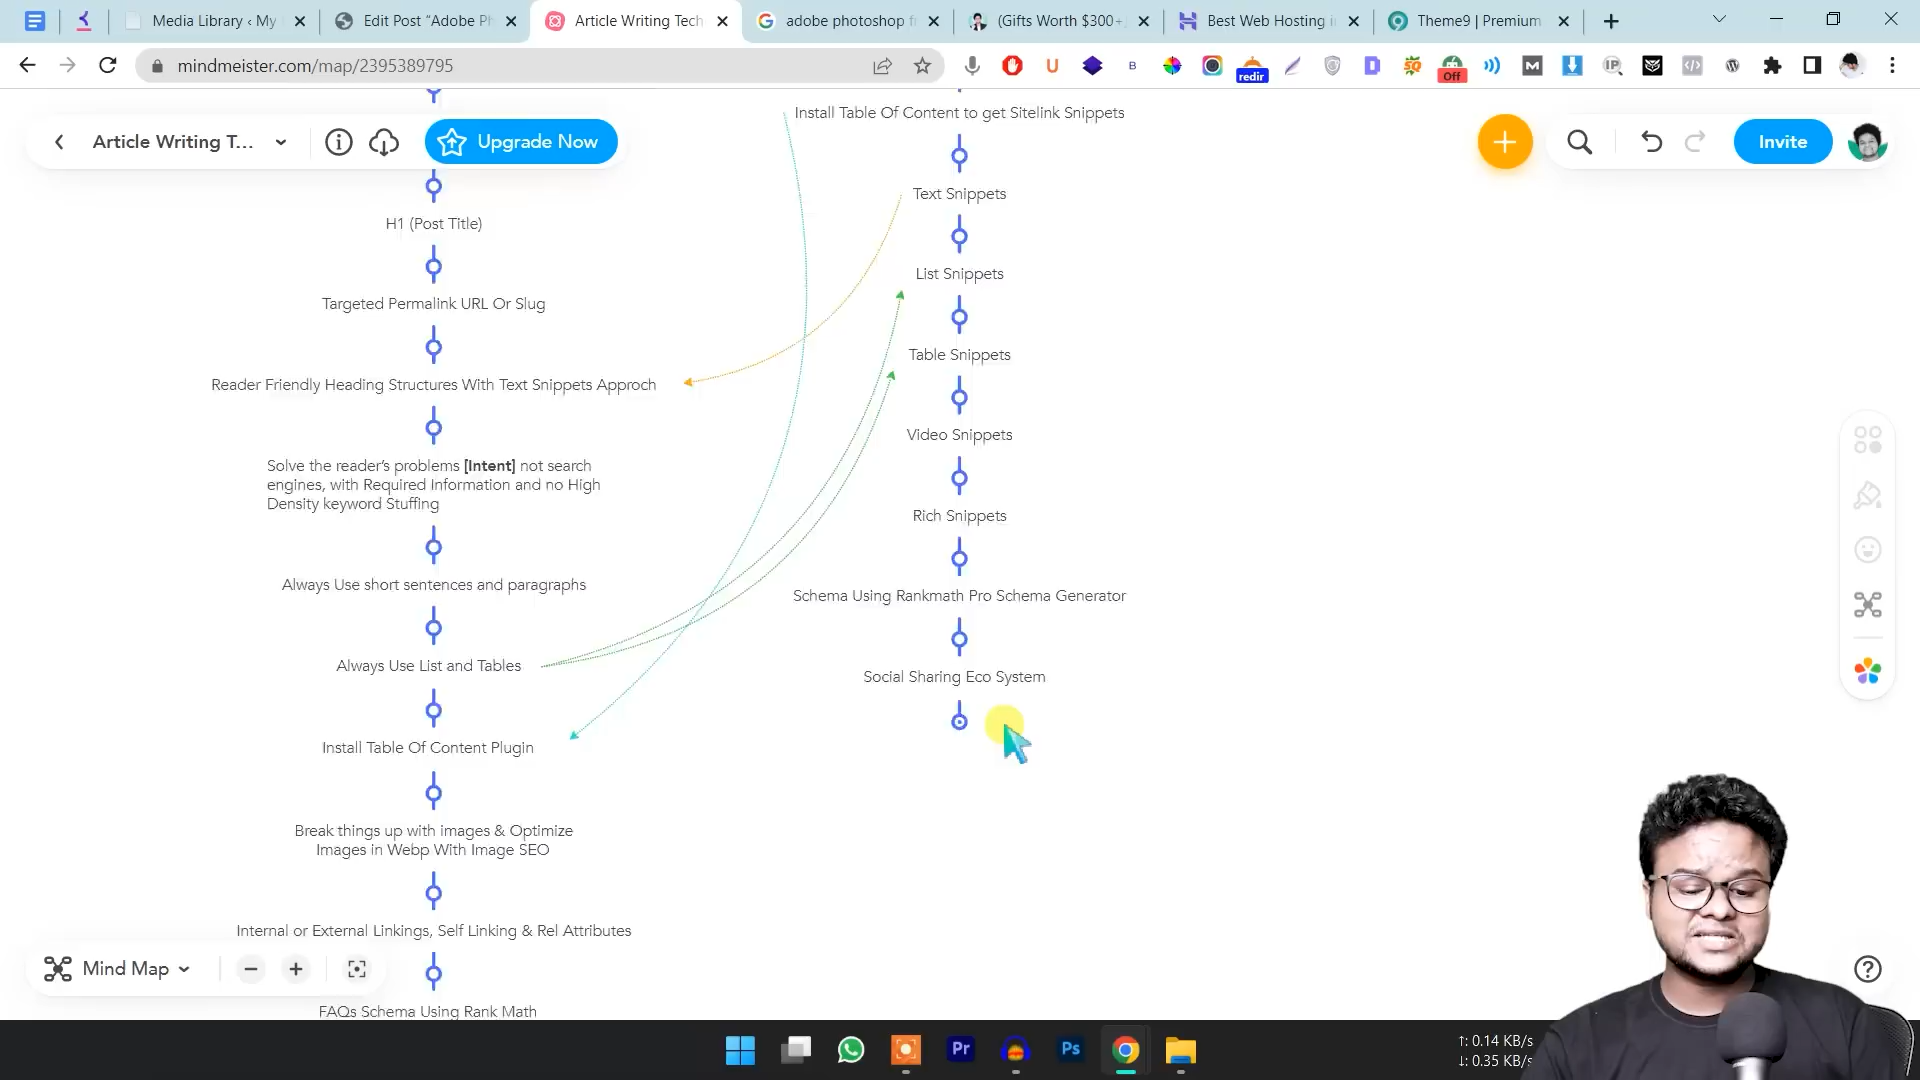 Media Library ‹ My
Edit Post “Adobe Ph
Article Writing Tech
adobe photoshop f
(Gifts Worth $300+
Best Web Hosting i
Theme9 | Premium
mindmeister.com/map/2395389795
redir
Off
Article Writing T...
Upgrade Now
Invite
Install Table Of Content to get Sitelink Snippets
Text Snippets
List Snippets
Table Snippets
Video Snippets
Rich Snippets
Schema Using Rankmath Pro Schema Generator
Social Sharing Eco System
H1 (Post Title)
Targeted Permalink URL Or Slug
Reader Friendly Heading Structures With Text Snippets Approch
Solve the reader’s problems [Intent] not search
engines, with Required Information and no High
Density keyword Stuffing
Always Use short sentences and paragraphs
Always Use List and Tables
Install Table Of Content Plugin
Break things up with images & Optimize
Images in Webp With Image SEO
Internal or External Linkings, Self Linking & Rel Attributes
FAQs Schema Using Rank Math
Mind Map
Pr
Ps
↑: 0.14 KB/s
↓: 0.35 KB/s